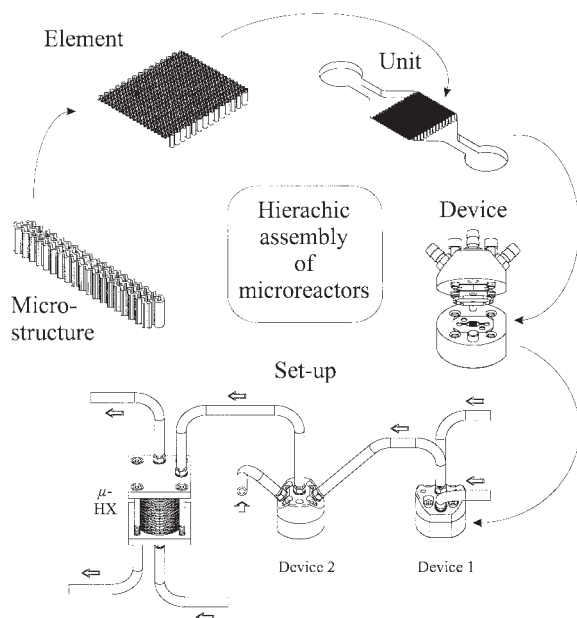 Element
Unit
Hierachic
assembly
of
microreactors
Device
Micro-
structure
Set-up
μ-
HX
Device 2
Device 1